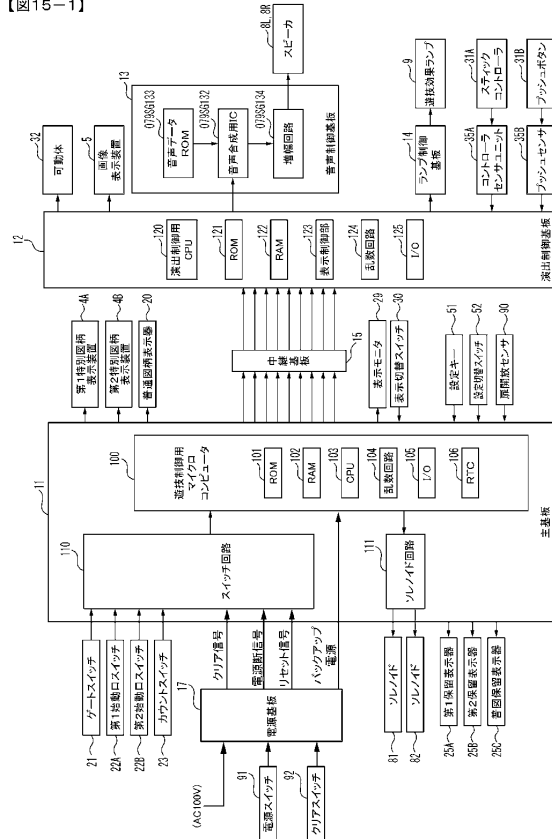 【図15-1】
スピーカ
8L,8R
13
音声データ
ROM
079SG133
音声合成用IC
079SG132
増幅回路
079SG134
音声制御基板
遊技効果ランプ
9
スティック
コントローラ
31A
プッシュボタン
31B
可動体
32
画像
表示装置
5
ランプ制御
基板
14
コントローラ
センサユニット
35A
プッシュセンサ
35B
12
演出制御用
CPU
120
ROM
121
RAM
122
表示制御部
123
乱数回路
124
I/O
125
演出制御基板
第1特別図柄
表示装置
4A
第2特別図柄
表示装置
4B
普通図柄表示器
20
中継基板
15
表示モニタ
29
表示切替スイッチ
30
設定キー
51
設定切替スイッチ
52
扉開放センサ
90
11
遊技制御用
マイクロ
コンピュータ
100
ROM
101
RAM
102
CPU
103
乱数回路
104
I/O
105
RTC
106
スイッチ回路
110
ソレノイド回路
111
主基板
ゲートスイッチ
21
第1始動口スイッチ
22A
第2始動口スイッチ
22B
カウントスイッチ
23
クリア信号
電源断信号
リセット信号
バックアップ
電源
電源基板
17
(AC100V)
電源スイッチ
91
クリアスイッチ
92
ソレノイド
81
ソレノイド
82
第1保留表示器
25A
第2保留表示器
25B
普図保留表示器
25C